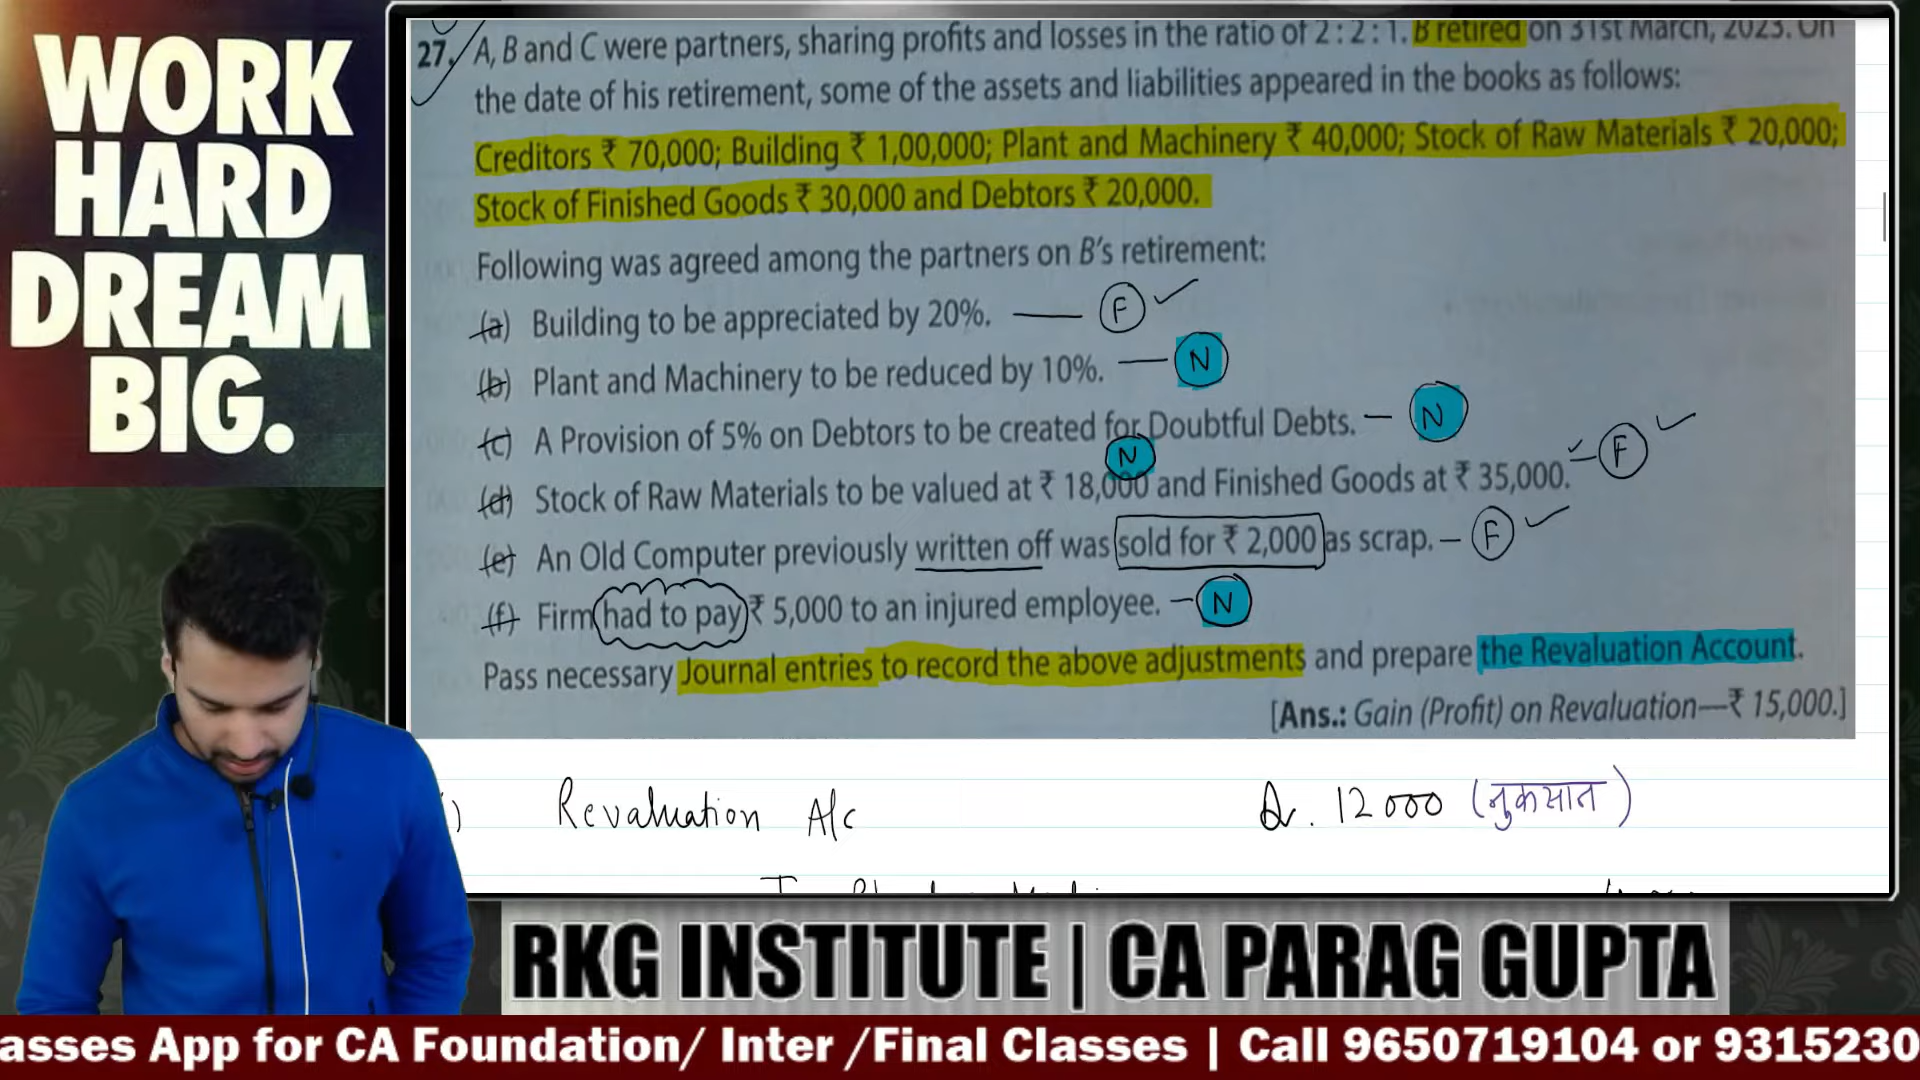 WORK
HARD
DREAM
BIG.
27. A, B and C were partners, sharing profits and losses in the ratio of 2 : 2 : 1. B retired on 31st March, 2023. On
the date of his retirement, some of the assets and liabilities appeared in the books as follows:
Creditors ₹ 70,000; Building ₹ 1,00,000; Plant and Machinery ₹ 40,000; Stock of Raw Materials ₹ 20,000;
Stock of Finished Goods ₹ 30,000 and Debtors ₹ 20,000.
Following was agreed among the partners on B's retirement:
(a) Building to be appreciated by 20%. — F ✓
(b) Plant and Machinery to be reduced by 10%. — N
(c) A Provision of 5% on Debtors to be created for Doubtful Debts. — N
N
(d) Stock of Raw Materials to be valued at ₹ 18,000 and Finished Goods at ₹ 35,000. — F ✓
(e) An Old Computer previously written off was sold for ₹ 2,000 as scrap. — F ✓
(f) Firm had to pay ₹ 5,000 to an injured employee. — N
Pass necessary Journal entries to record the above adjustments and prepare the Revaluation Account.
[Ans.: Gain (Profit) on Revaluation—₹ 15,000.]
) Revaluation A/c Dr. 12000 (नुकसान)
RKG INSTITUTE | CA PARAG GUPTA
asses App for CA Foundation/ Inter /Final Classes | Call 9650719104 or 9315230